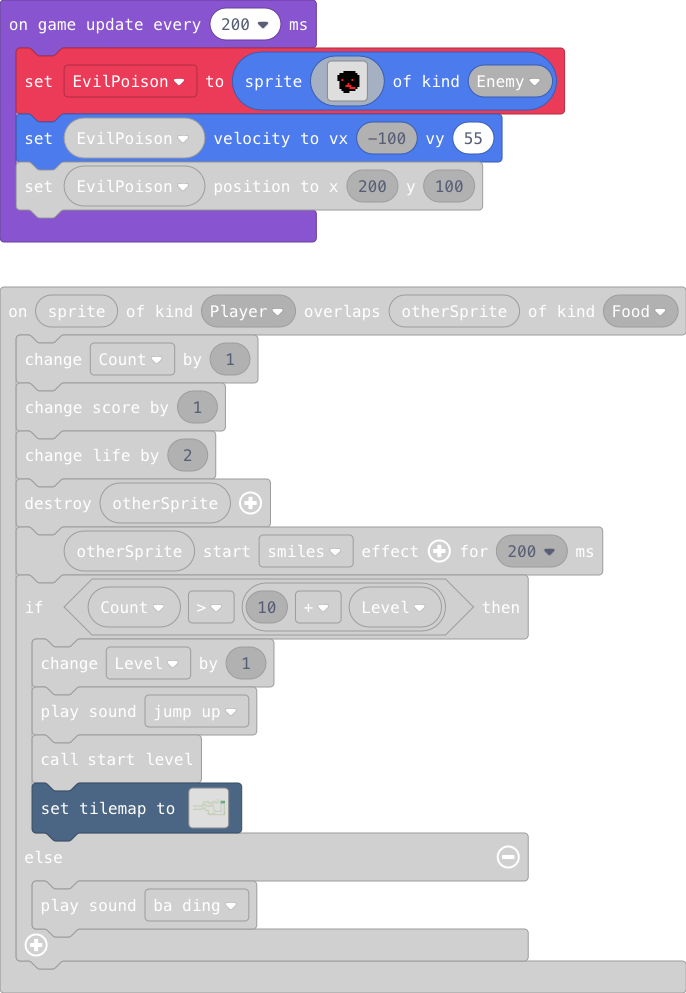 on game update every 200 ms
set EvilPoison to sprite of kind Enemy
set EvilPoison velocity to vx -100 vy 55
set EvilPoison position to x 200 y 100
on sprite of kind Player overlaps otherSprite of kind Food
change Count by 1
change score by 1
change life by 2
destroy otherSprite
otherSprite start smiles effect for 200 ms
if Count > 10 + Level then
change Level by 1
play sound jump up
call start level
set tilemap to
else
play sound ba ding